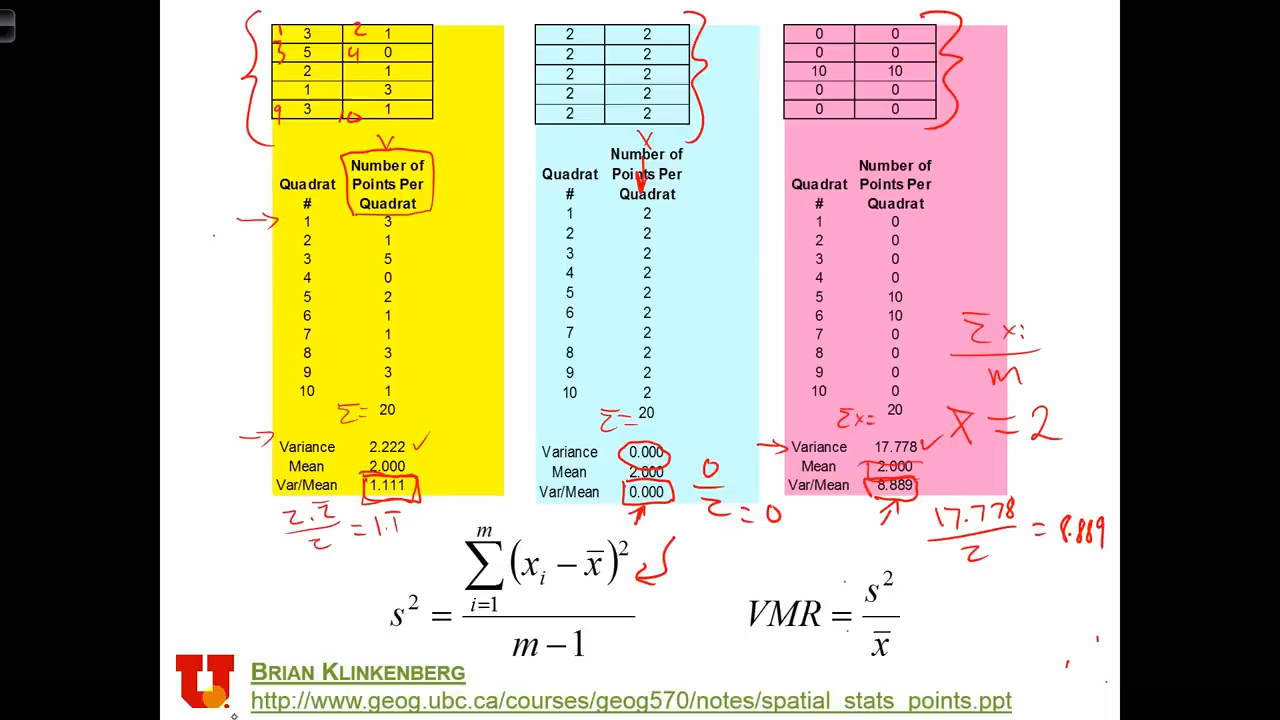 1 3 2 1
3 5 4 0
2 1
1 3
9 3 10 1
Number of
Points Per
Quadrat
Quadrat
#
1 3
2 1
3 5
4 0
5 2
6 1
7 1
8 3
9 3
10 1
Σ= 20
Variance 2.222
Mean 2.000
Var/Mean 1.111
2.2̅ / 2 = 1.1̅
2 2
2 2
2 2
2 2
2 2
X
Number of
Points Per
Quadrat
Quadrat
#
1 2
2 2
3 2
4 2
5 2
6 2
7 2
8 2
9 2
10 2
Σ= 20
Variance 0.000
Mean 2.000
Var/Mean 0.000
0 / 2 = 0
0 0
0 0
10 10
0 0
0 0
Number of
Points Per
Quadrat
Quadrat
#
1 0
2 0
3 0
4 0
5 10
6 10
7 0
8 0
9 0
10 0
Σx= 20
Variance 17.778
Mean 2.000
Var/Mean 8.889
Σxi / m
x̅ = 2
17.778 / 2 = 8.889
s² = ∑ i=1 m (xᵢ − x̅)² / m − 1
VMR = s² / x̅
U
BRIAN KLINKENBERG
http://www.geog.ubc.ca/courses/geog570/notes/spatial_stats_points.ppt